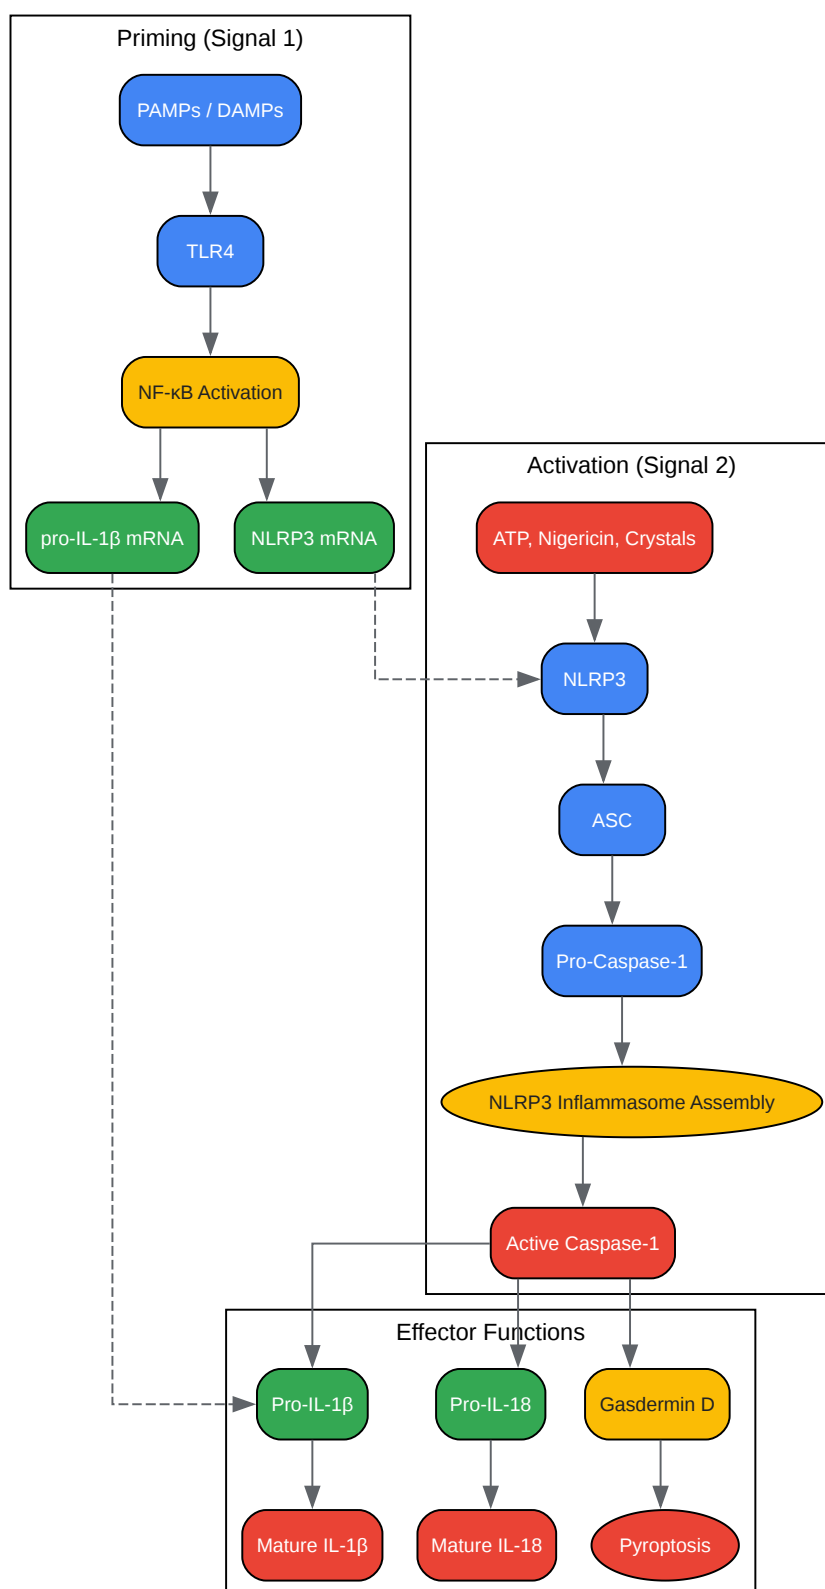 Priming (Signal 1)
PAMPs / DAMPs
TLR4
NF-κB Activation
pro-IL-1β mRNA
NLRP3 mRNA
Activation (Signal 2)
ATP, Nigericin, Crystals
NLRP3
ASC
Pro-Caspase-1
NLRP3 Inflammasome Assembly
Active Caspase-1
Effector Functions
Pro-IL-1β
Pro-IL-18
Gasdermin D
Mature IL-1β
Mature IL-18
Pyroptosis